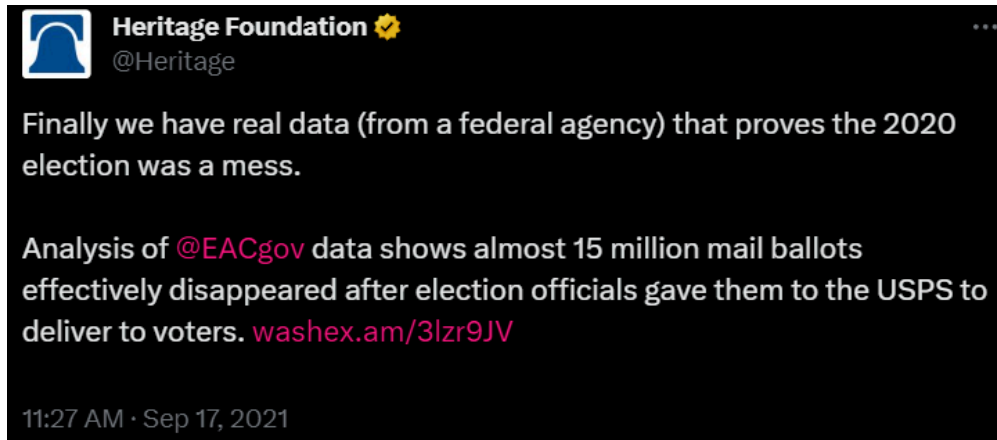 Heritage Foundation
@Heritage
Finally we have real data (from a federal agency) that proves the 2020
election was a mess.
Analysis of @EACgov data shows almost 15 million mail ballots
effectively disappeared after election officials gave them to the USPS to
deliver to voters. washex.am/3lzr9JV
11:27 AM · Sep 17, 2021